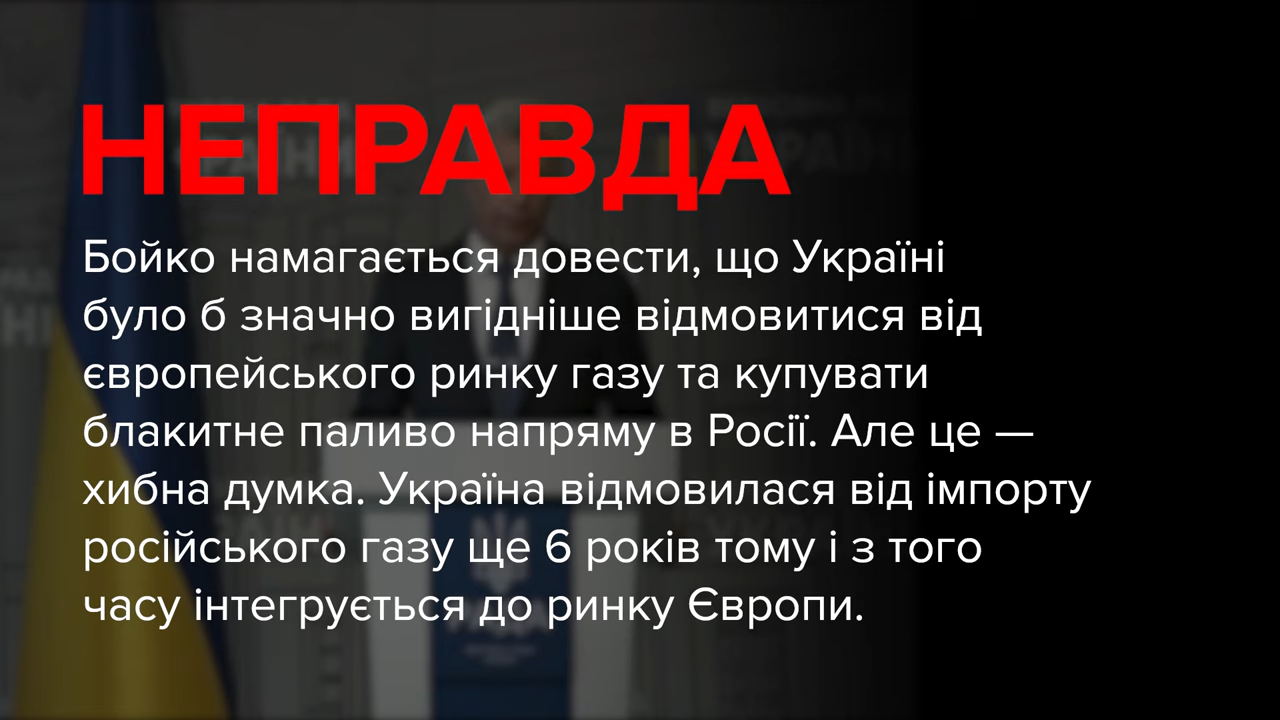 НЕПРАВДА
Бойко намагається довести, що Україні
було б значно вигідніше відмовитися від
європейського ринку газу та купувати
блакитне паливо напряму в Росії. Але це —
хибна думка. Україна відмовилася від імпорту
російського газу ще 6 років тому і з того
часу інтегрується до ринку Європи.